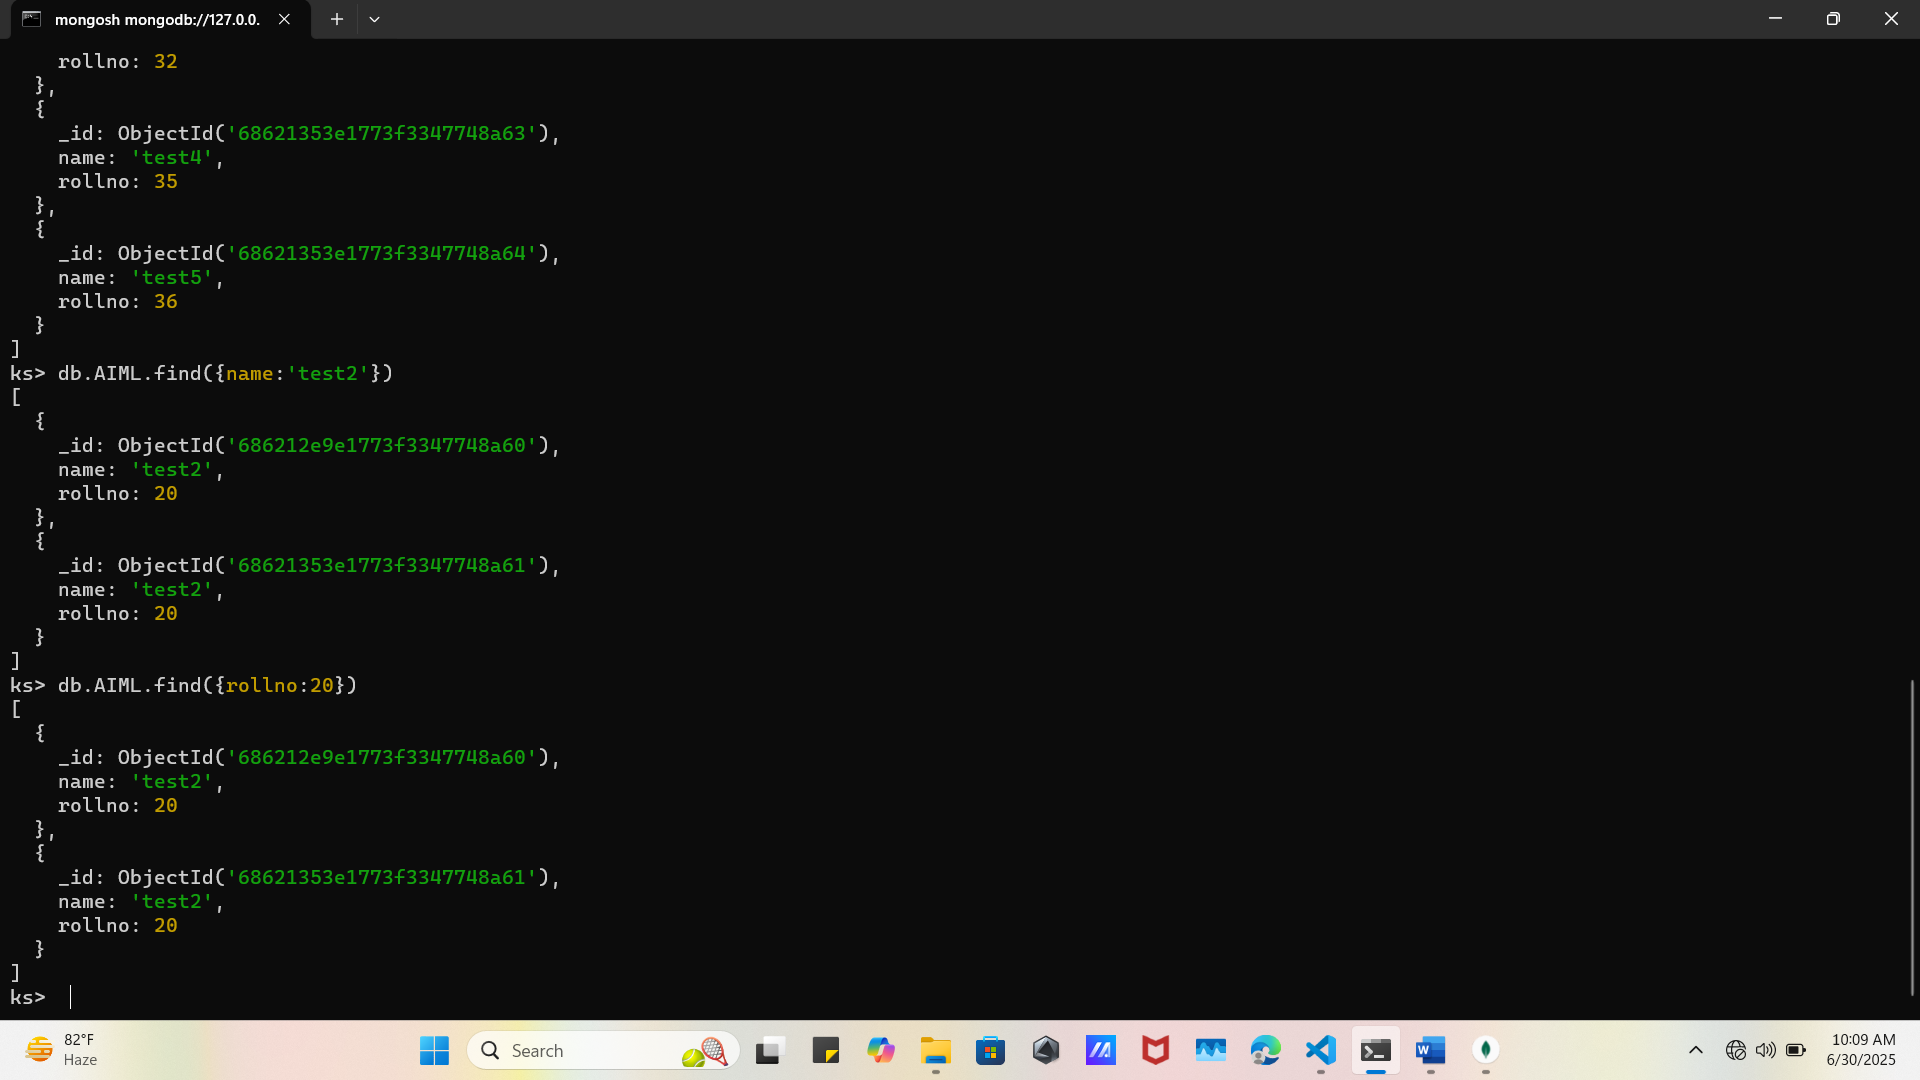 mongosh mongodb://127.0.0.
    rollno: 32
  },
  {
    _id: ObjectId('68621353e1773f3347748a63'),
    name: 'test4',
    rollno: 35
  },
  {
    _id: ObjectId('68621353e1773f3347748a64'),
    name: 'test5',
    rollno: 36
  }
]
ks> db.AIML.find({name:'test2'})
[
  {
    _id: ObjectId('686212e9e1773f3347748a60'),
    name: 'test2',
    rollno: 20
  },
  {
    _id: ObjectId('68621353e1773f3347748a61'),
    name: 'test2',
    rollno: 20
  }
]
ks> db.AIML.find({rollno:20})
[
  {
    _id: ObjectId('686212e9e1773f3347748a60'),
    name: 'test2',
    rollno: 20
  },
  {
    _id: ObjectId('68621353e1773f3347748a61'),
    name: 'test2',
    rollno: 20
  }
]
ks>
82°F
Haze
Search
10:09 AM
6/30/2025